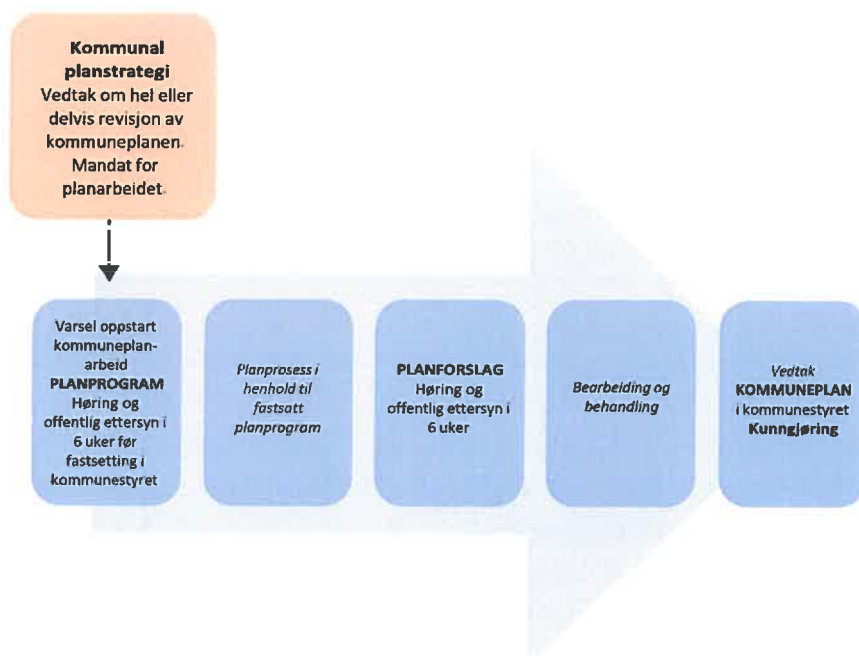 Kommunal
planstrategi
Vedtak om hel eller
delvis revisjon av
kommuneplanen.
Mandat for
planarbeidet.
Varsel oppstart
kommuneplan-
arbeid
PLANPROGRAM
Høring og
offentlig ettersyn i
6 uker før
fastsetting i
kommunestyret
Planprosess i
henhold til
fastsatt
planprogram
PLANFORSLAG
Høring og
offentlig ettersyn i
6 uker
Bearbeiding og
behandling
Vedtak
KOMMUNEPLAN
i kommunestyret
Kunngjøring